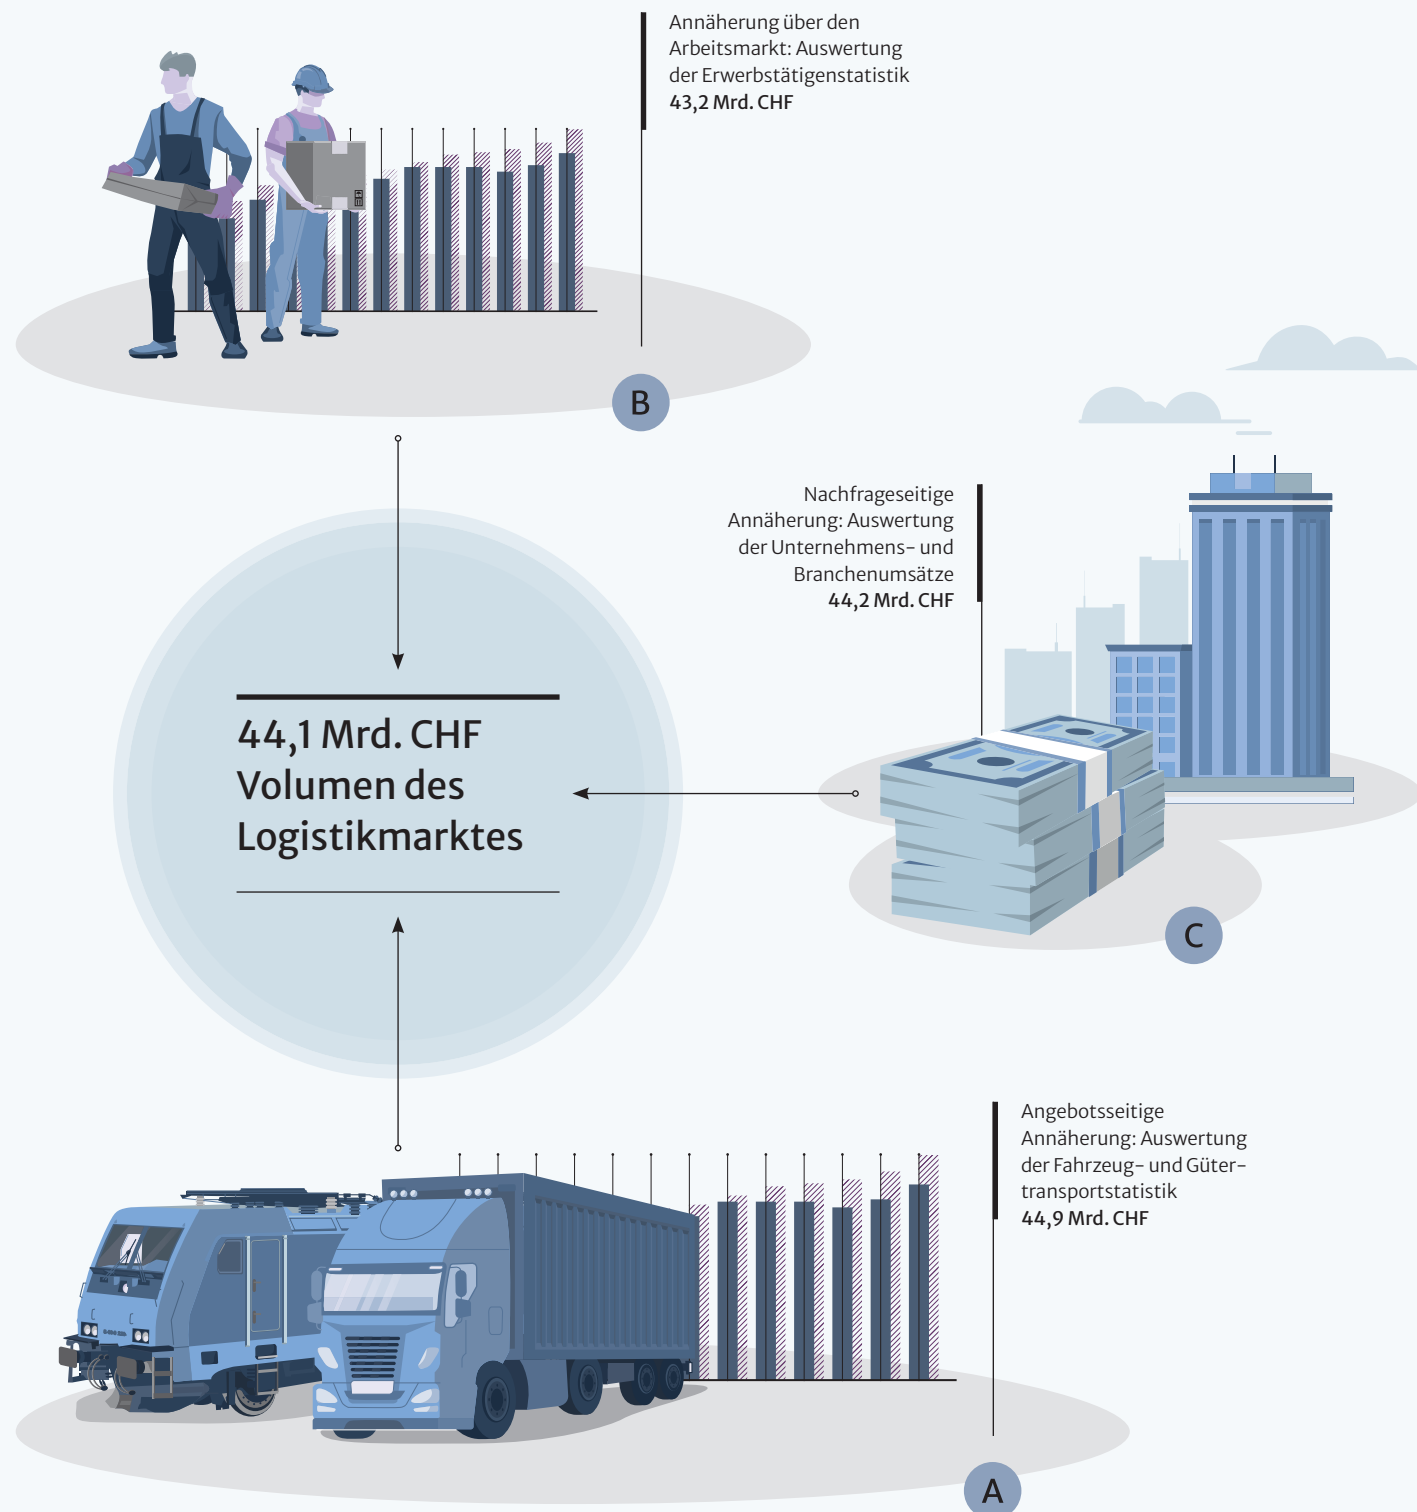 Annäherung über den
Arbeitsmarkt: Auswertung
der Erwerbstätigenstatistik
43,2 Mrd. CHF
B
Nachfrageseitige
Annäherung: Auswertung
der Unternehmens- und
Branchenumsätze
44,2 Mrd. CHF
44,1 Mrd. CHF
Volumen des
Logistikmarktes
C
Angebotsseitige
Annäherung: Auswertung
der Fahrzeug- und Güter-
transportstatistik
44,9 Mrd. CHF
A